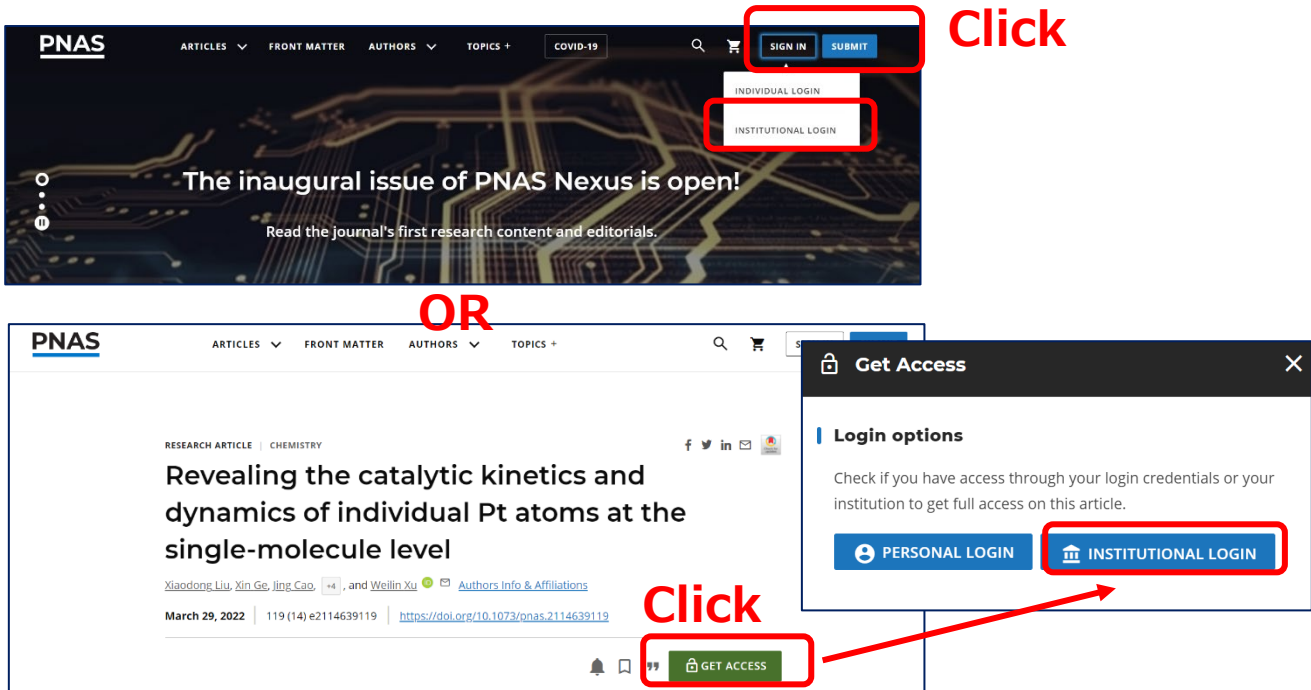 Click
PNAS
ARTICLES FRONT MATTER AUTHORS TOPICS + COVID-19 SIGN IN SUBMIT
INDIVIDUAL LOGIN
INSTITUTIONAL LOGIN
The inaugural issue of PNAS Nexus is open!
Read the journal's first research content and editorials.
OR
PNAS
ARTICLES FRONT MATTER AUTHORS TOPICS +
RESEARCH ARTICLE | CHEMISTRY
Revealing the catalytic kinetics and
dynamics of individual Pt atoms at the
single-molecule level
Xiaodong Liu, Xin Ge, Jing Cao, +4 , and Weilin Xu Authors Info & Affiliations
March 29, 2022 | 119 (14) e2114639119 | https://doi.org/10.1073/pnas.2114639119
Click
GET ACCESS
Get Access
Login options
Check if you have access through your login credentials or your
institution to get full access on this article.
PERSONAL LOGIN INSTITUTIONAL LOGIN